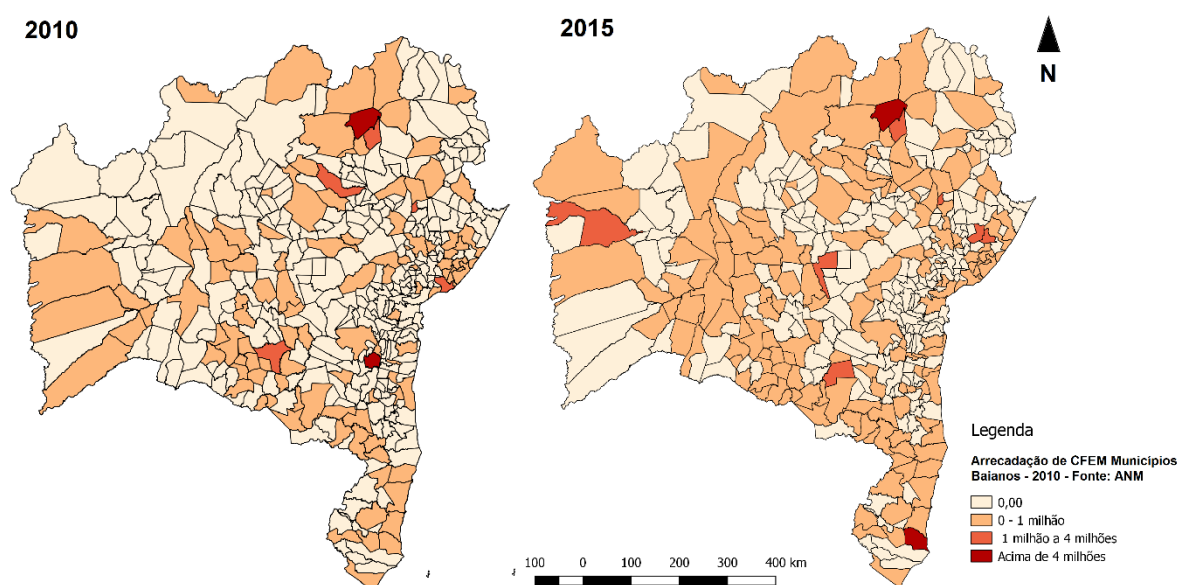 2010
2015
N
Legenda
Arrecadação de CFEM Municípios
Baianos - 2010 - Fonte: ANM
0,00
0 - 1 milhão
1 milhão a 4 milhões
Acima de 4 milhões
100 0 100 200 300 400 km